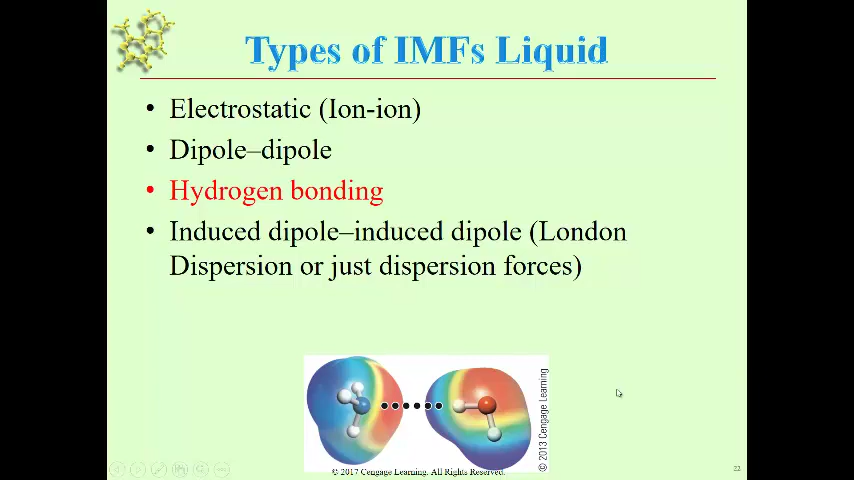 Types of IMFs Liquid
• Electrostatic (Ion-ion)
• Dipole–dipole
• Hydrogen bonding
• Induced dipole–induced dipole (London
Dispersion or just dispersion forces)
© 2013 Cengage Learning
© 2017 Cengage Learning. All Rights Reserved.
22